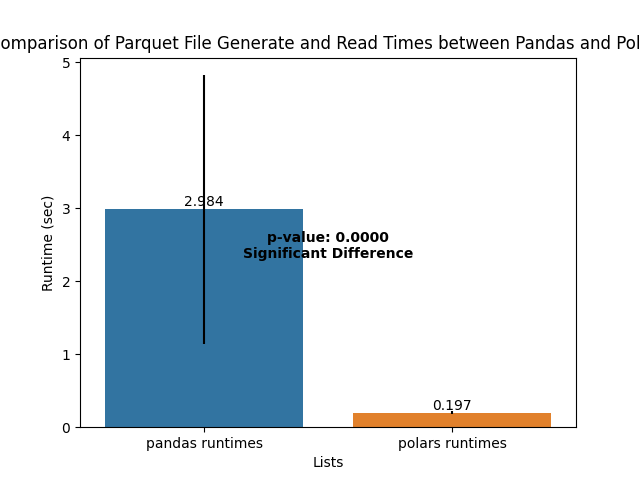 omparison of Parquet File Generate and Read Times between Pandas and Pol
5
4
3
2
1
0
Runtime (sec)
2.984
p-value: 0.0000
Significant Difference
0.197
pandas runtimes
polars runtimes
Lists